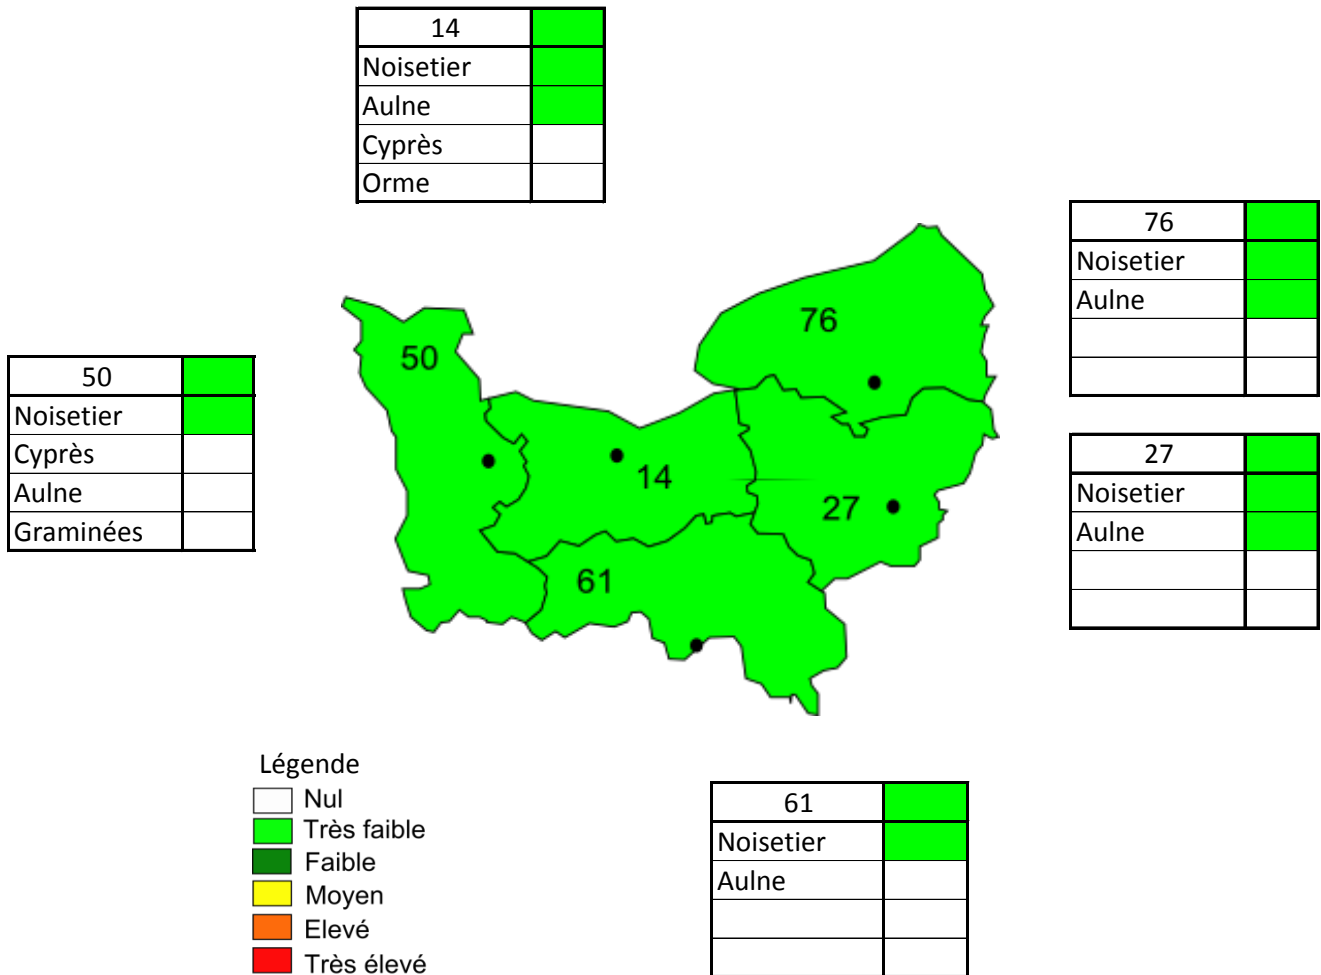 14
Noisetier
Aulne
Cyprès
Orme
76
Noisetier
Aulne
76
50
14
27
61
50
Noisetier
Cyprès
Aulne
Graminées
27
Noisetier
Aulne
Légende
Nul
Très faible
Faible
Moyen
Elevé
Très élevé
61
Noisetier
Aulne